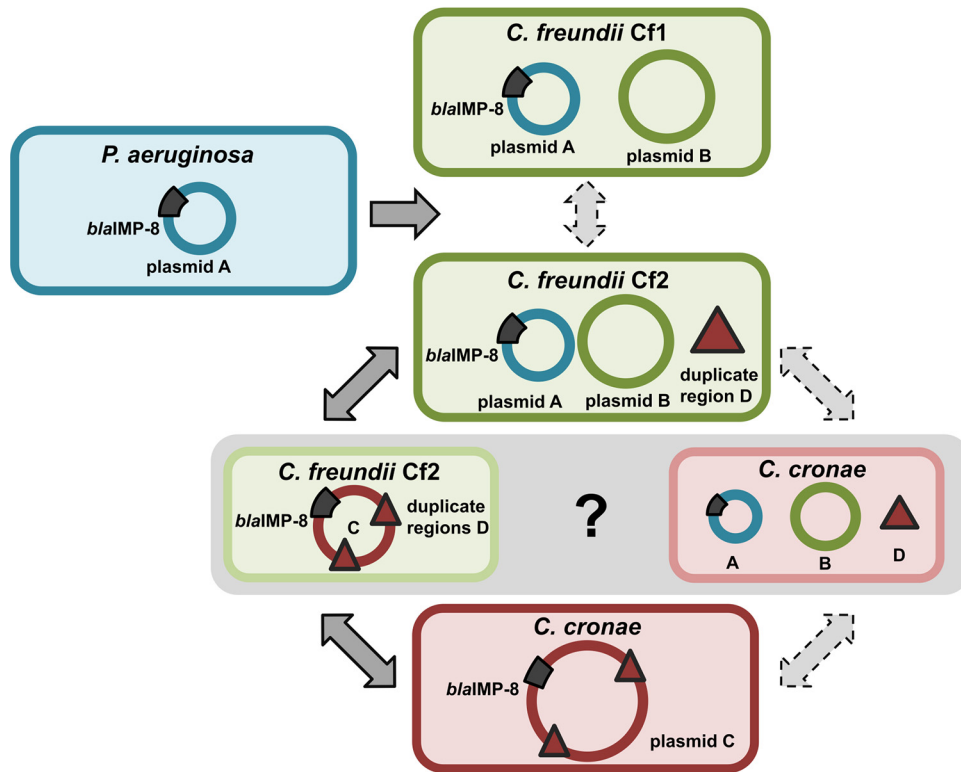 C. freundii Cf1
blaIMP-8
plasmid A
plasmid B
P. aeruginosa
blaIMP-8
plasmid A
C. freundii Cf2
blaIMP-8
plasmid A
plasmid B
duplicate
region D
C. freundii Cf2
blaIMP-8
C
duplicate
regions D
?
C. cronae
A
B
D
C. cronae
blaIMP-8
plasmid C